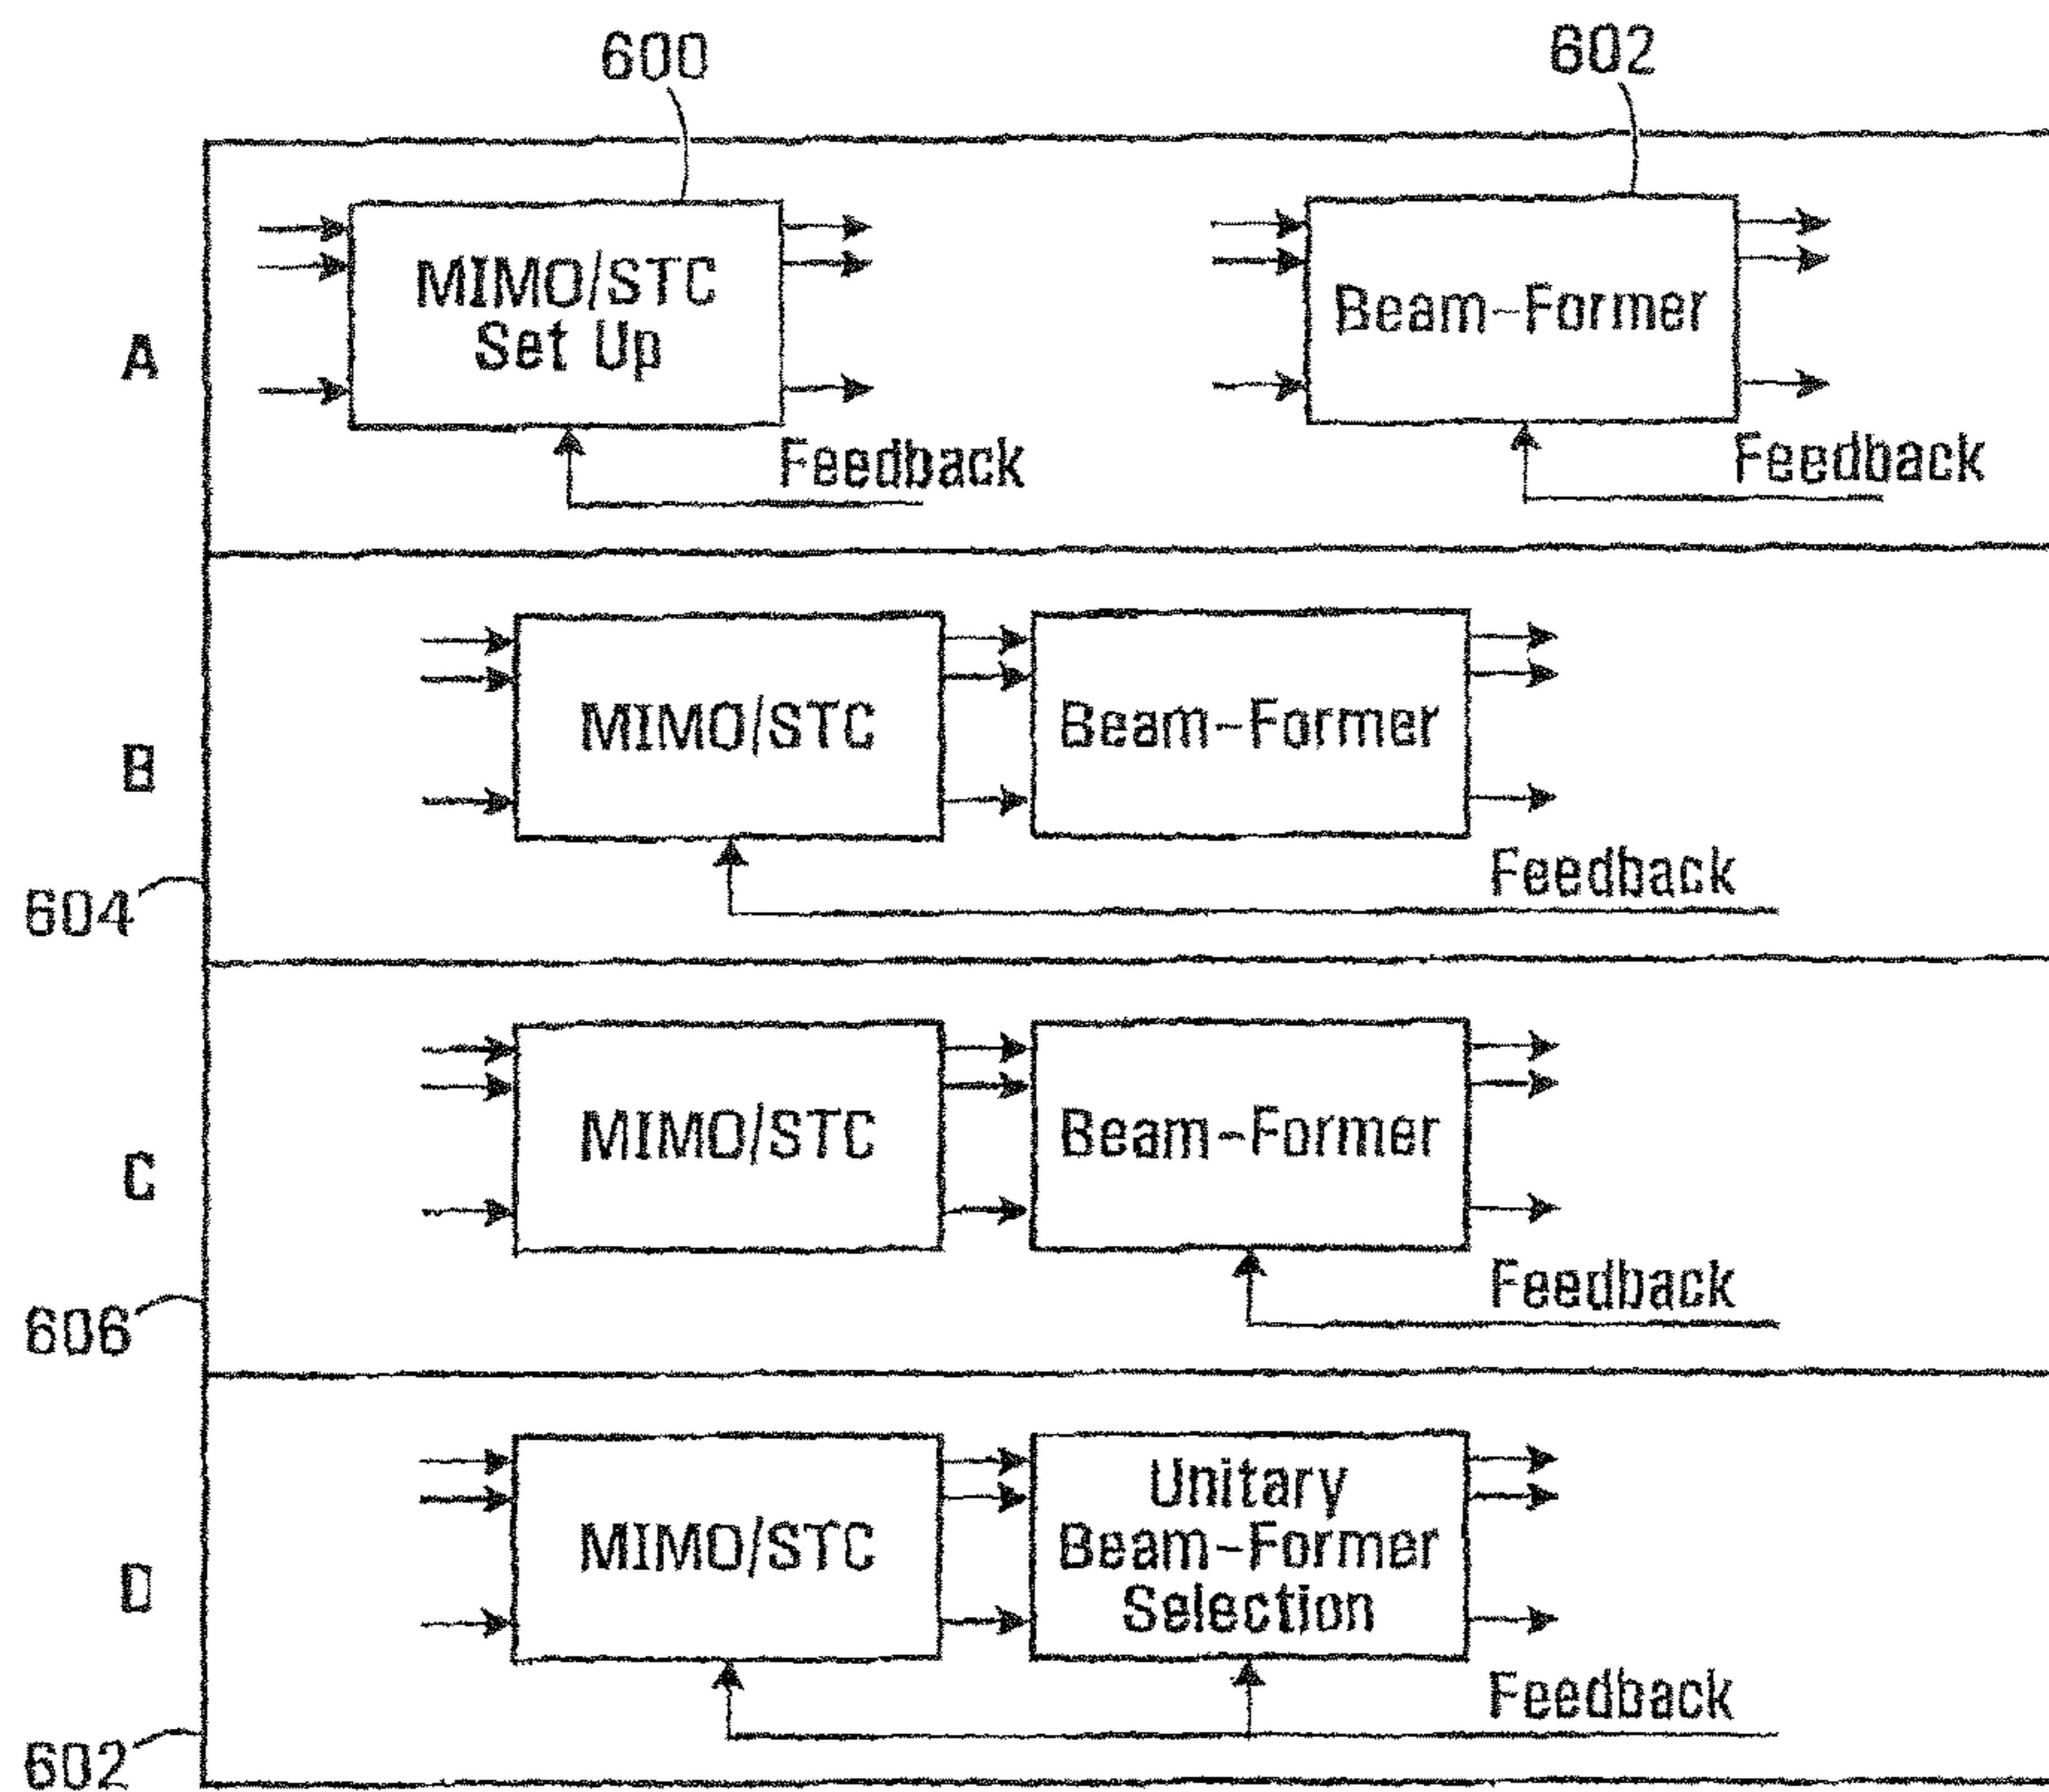 600
602
MIMO/STC
Set Up
Beam-Former
A
Feedback
Feedback
MIMO/STC
Beam-Former
B
Feedback
604
MIMO/STC
Beam-Former
C
Feedback
606
MIMO/STC
Unitary
Beam-Former
Selection
D
Feedback
602